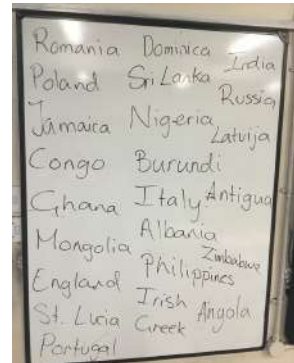 Romania Dominica India
Poland Sri Lanka Russia
Jamaica Nigeria Latvija
Congo Burundi
Ghana Italy Antigua
Mongolia Albania Zimbabwe
England Philippines
St. Lucia Irish Angola
Portugal Greek